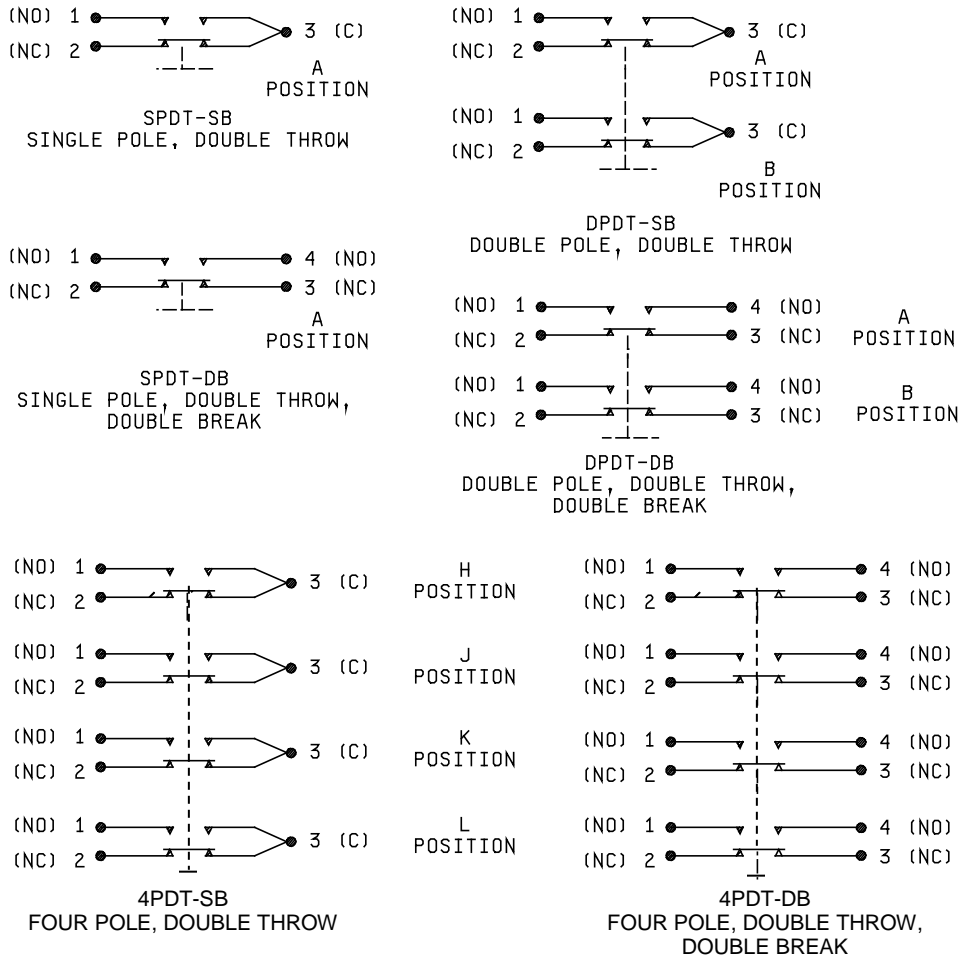 (NO) 1
3 (C)
(NC) 2
A
POSITION
SPDT-SB
SINGLE POLE, DOUBLE THROW
(NO) 1
3 (C)
(NC) 2
A
POSITION
(NO) 1
3 (C)
(NC) 2
B
POSITION
DPDT-SB
DOUBLE POLE, DOUBLE THROW
(NO) 1 4 (NO)
(NC) 2 3 (NC)
A
POSITION
SPDT-DB
SINGLE POLE, DOUBLE THROW,
DOUBLE BREAK
(NO) 1 4 (NO)
(NC) 2 3 (NC)
A
POSITION
(NO) 1 4 (NO)
(NC) 2 3 (NC)
B
POSITION
DPDT-DB
DOUBLE POLE, DOUBLE THROW,
DOUBLE BREAK
(NO) 1
3 (C)
(NC) 2
H
POSITION
(NO) 1
3 (C)
(NC) 2
J
POSITION
(NO) 1
3 (C)
(NC) 2
K
POSITION
(NO) 1
3 (C)
(NC) 2
L
POSITION
4PDT-SB
FOUR POLE, DOUBLE THROW
(NO) 1 4 (NO)
(NC) 2 3 (NC)
(NO) 1 4 (NO)
(NC) 2 3 (NC)
(NO) 1 4 (NO)
(NC) 2 3 (NC)
(NO) 1 4 (NO)
(NC) 2 3 (NC)
4PDT-DB
FOUR POLE, DOUBLE THROW,
DOUBLE BREAK